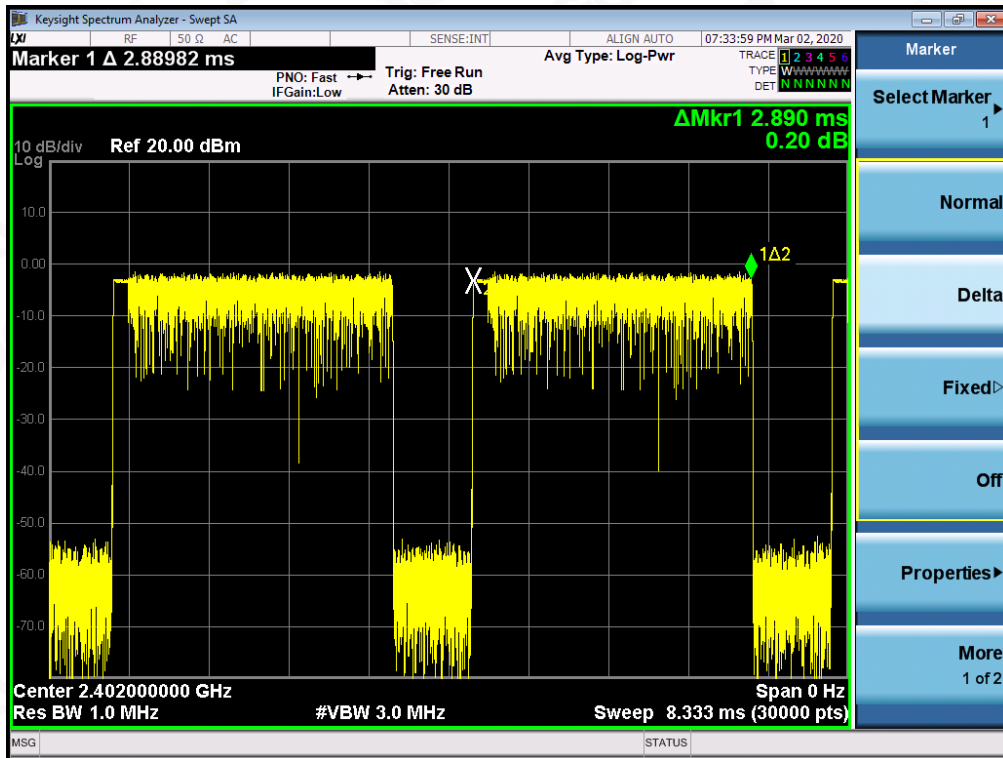 Keysight Spectrum Analyzer - Swept SA
LXI RF 50 Ω AC SENSE:INT ALIGN AUTO 07:33:59 PM Mar 02, 2020
Marker 1 Δ 2.88982 ms
PNO: Fast
IFGain:Low
Trig: Free Run
Atten: 30 dB
Avg Type: Log-Pwr
TRACE 1 2 3 4 5 6
TYPE W WWWWW
DET N N N N N N
ΔMkr1 2.890 ms
0.20 dB
10 dB/div Ref 20.00 dBm
Log
10.0
0.00
-10.0
-20.0
-30.0
-40.0
-50.0
-60.0
-70.0
1Δ2
2
Center 2.402000000 GHz Span 0 Hz
Res BW 1.0 MHz #VBW 3.0 MHz Sweep 8.333 ms (30000 pts)
MSG STATUS
Marker
Select Marker
1
Normal
Delta
Fixed
Off
Properties
More
1 of 2